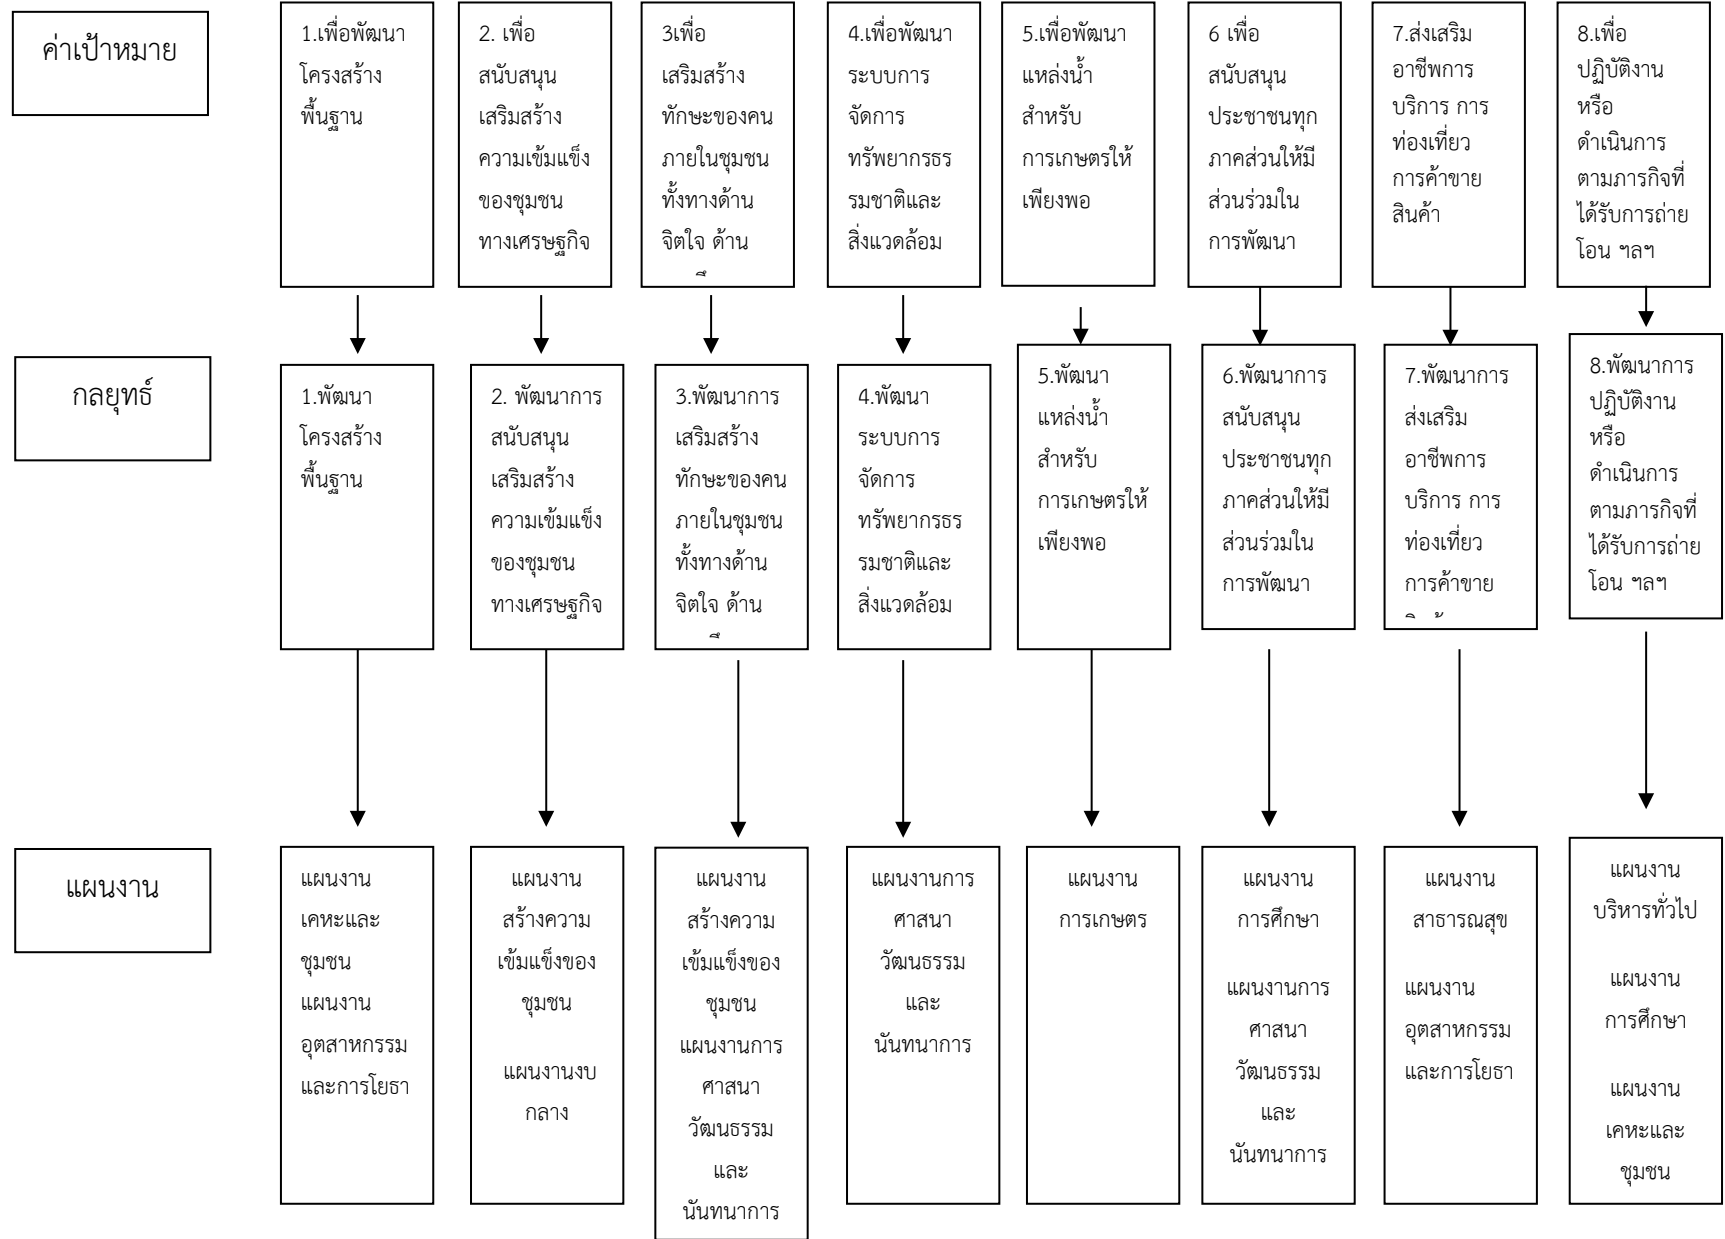 ค่าเป้าหมาย
1.เพื่อพัฒนา
โครงสร้าง
พื้นฐาน
2. เพื่อ
สนับสนุน
เสริมสร้าง
ความเข้มแข็ง
ของชุมชน
ทางเศรษฐกิจ
3เพื่อ
เสริมสร้าง
ทักษะของคน
ภายในชุมชน
ทั้งทางด้าน
จิตใจ ด้าน
4.เพื่อพัฒนา
ระบบการ
จัดการ
ทรัพยากรธร
รมชาติและ
สิ่งแวดล้อม
5.เพื่อพัฒนา
แหล่งน้ำ
สำหรับ
การเกษตรให้
เพียงพอ
6 เพื่อ
สนับสนุน
ประชาชนทุก
ภาคส่วนให้มี
ส่วนร่วมใน
การพัฒนา
7.ส่งเสริม
อาชีพการ
บริการ การ
ท่องเที่ยว
การค้าขาย
สินค้า
8.เพื่อ
ปฏิบัติงาน
หรือ
ดำเนินการ
ตามภารกิจที่
ได้รับการถ่าย
โอน ฯลฯ
กลยุทธ์
1.พัฒนา
โครงสร้าง
พื้นฐาน
2. พัฒนาการ
สนับสนุน
เสริมสร้าง
ความเข้มแข็ง
ของชุมชน
ทางเศรษฐกิจ
3.พัฒนาการ
เสริมสร้าง
ทักษะของคน
ภายในชุมชน
ทั้งทางด้าน
จิตใจ ด้าน
4.พัฒนา
ระบบการ
จัดการ
ทรัพยากรธร
รมชาติและ
สิ่งแวดล้อม
5.พัฒนา
แหล่งน้ำ
สำหรับ
การเกษตรให้
เพียงพอ
6.พัฒนาการ
สนับสนุน
ประชาชนทุก
ภาคส่วนให้มี
ส่วนร่วมใน
การพัฒนา
7.พัฒนาการ
ส่งเสริม
อาชีพการ
บริการ การ
ท่องเที่ยว
การค้าขาย
8.พัฒนาการ
ปฏิบัติงาน
หรือ
ดำเนินการ
ตามภารกิจที่
ได้รับการถ่าย
โอน ฯลฯ
แผนงาน
แผนงาน
เคหะและ
ชุมชน
แผนงาน
อุตสาหกรรม
และการโยธา
แผนงาน
สร้างความ
เข้มแข็งของ
ชุมชน
แผนงานงบ
กลาง
แผนงาน
สร้างความ
เข้มแข็งของ
ชุมชน
แผนงานการ
ศาสนา
วัฒนธรรม
และ
นันทนาการ
แผนงานการ
ศาสนา
วัฒนธรรม
และ
นันทนาการ
แผนงาน
การเกษตร
แผนงาน
การศึกษา
แผนงานการ
ศาสนา
วัฒนธรรม
และ
นันทนาการ
แผนงาน
สาธารณสุข
แผนงาน
อุตสาหกรรม
และการโยธา
แผนงาน
บริหารทั่วไป
แผนงาน
การศึกษา
แผนงาน
เคหะและ
ชุมชน